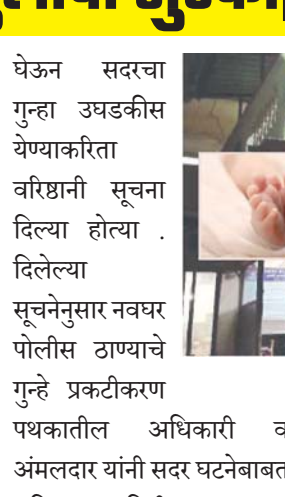 घेऊन सदरचा
गुन्हा उघडकीस
येण्याकरिता
वरिष्ठानी सूचना
दिल्या होत्या .
दिलेल्या
सूचनेनुसार नवघर
पोलीस ठाण्याचे
गुन्हे प्रकटीकरण
पथकातील अधिकारी व
अंमलदार यांनी सदर घटनेबाबत